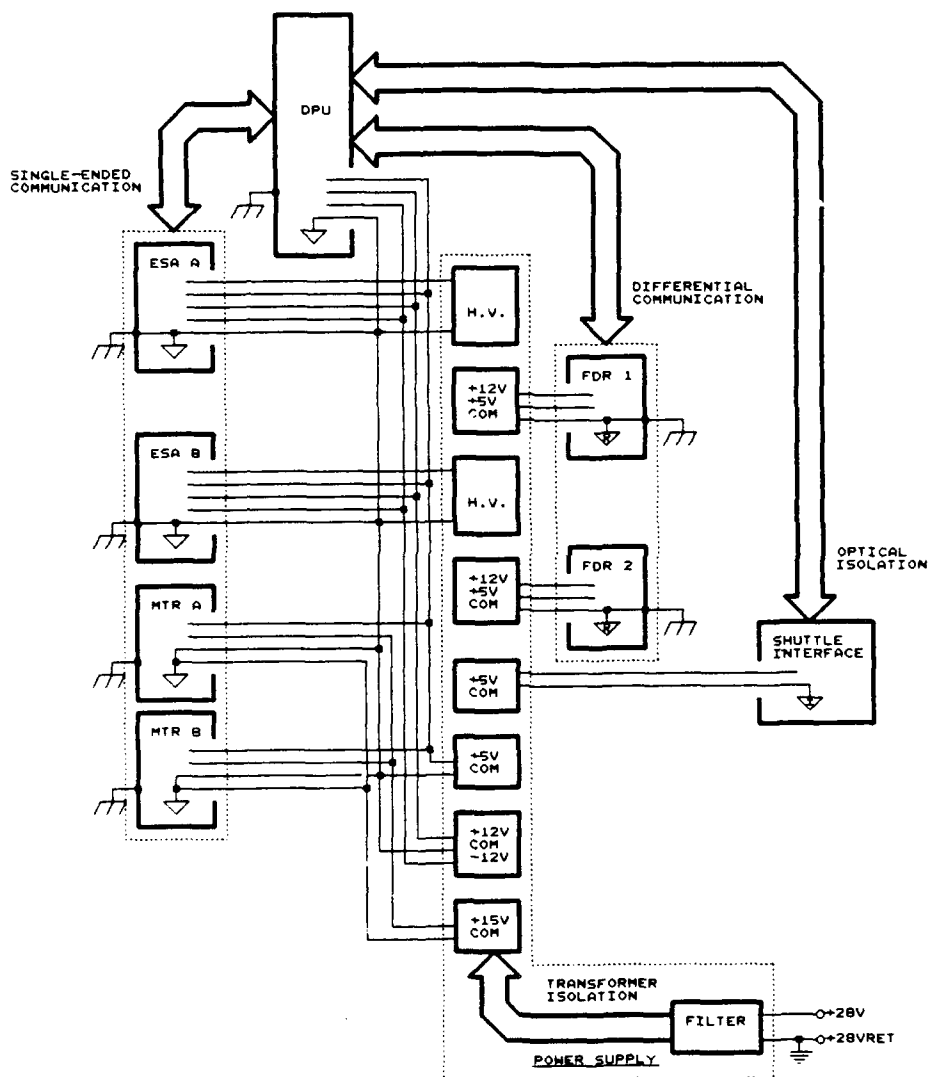 DPU
SINGLE-ENDED
COMMUNICATION
ESA A
H.V.
DIFFERENTIAL
COMMUNICATION
+12V
+5V
COM
FDR 1
R
ESA B
H.V.
OPTICAL
ISOLATION
+12V
+5V
COM
FDR 2
R
MTR A
SHUTTLE
INTERFACE
+5V
COM
I
MTR B
+5V
COM
+12V
COM
-12V
+15V
COM
TRANSFORMER
ISOLATION
FILTER
+28V
+28VRET
POWER SUPPLY